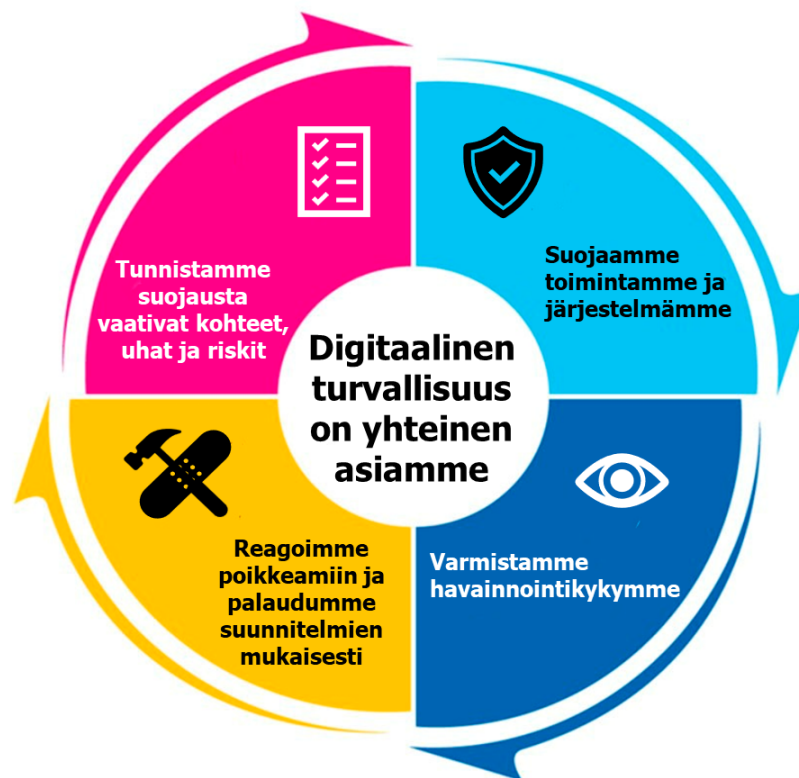 Tunnistamme
suojausta
vaativat kohteet,
uhat ja riskit
Suojaamme
toimintamme ja
järjestelmämme
Digitaalinen
turvallisuus
on yhteinen
asiamme
Varmistamme
havainnointikykymme
Reagoimme
poikkeamiin ja
palaudumme
suunnitelmien
mukaisesti